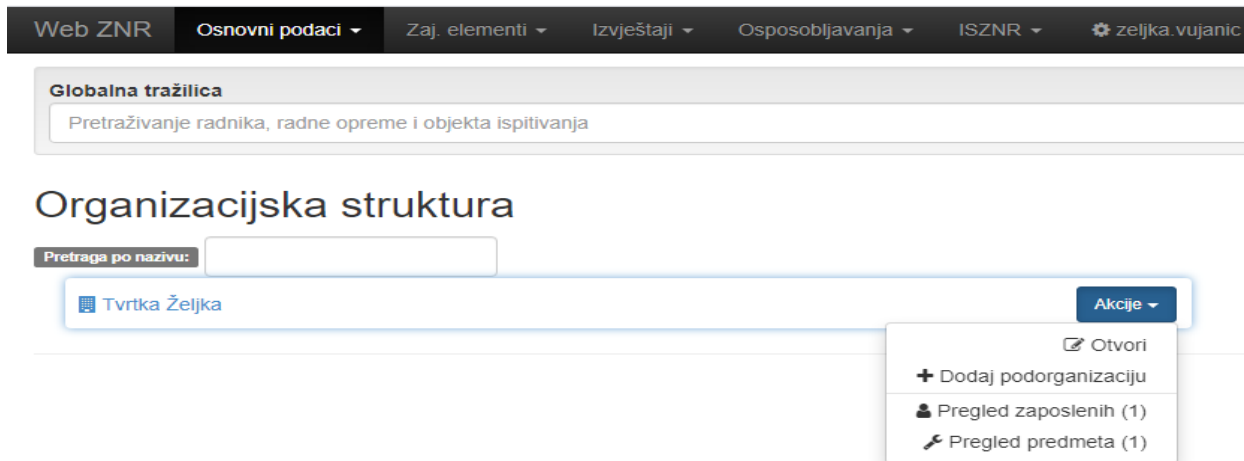 Web ZNR Osnovni podaci Zaj. elementi Izvještaji Osposobljavanja ISZNR zeljka.vujanic
Globalna tražilica
Pretraživanje radnika, radne opreme i objekta ispitivanja
Organizacijska struktura
Pretraga po nazivu:
Tvrtka Željka Akcije
Otvori
Dodaj podorganizaciju
Pregled zaposlenih (1)
Pregled predmeta (1)